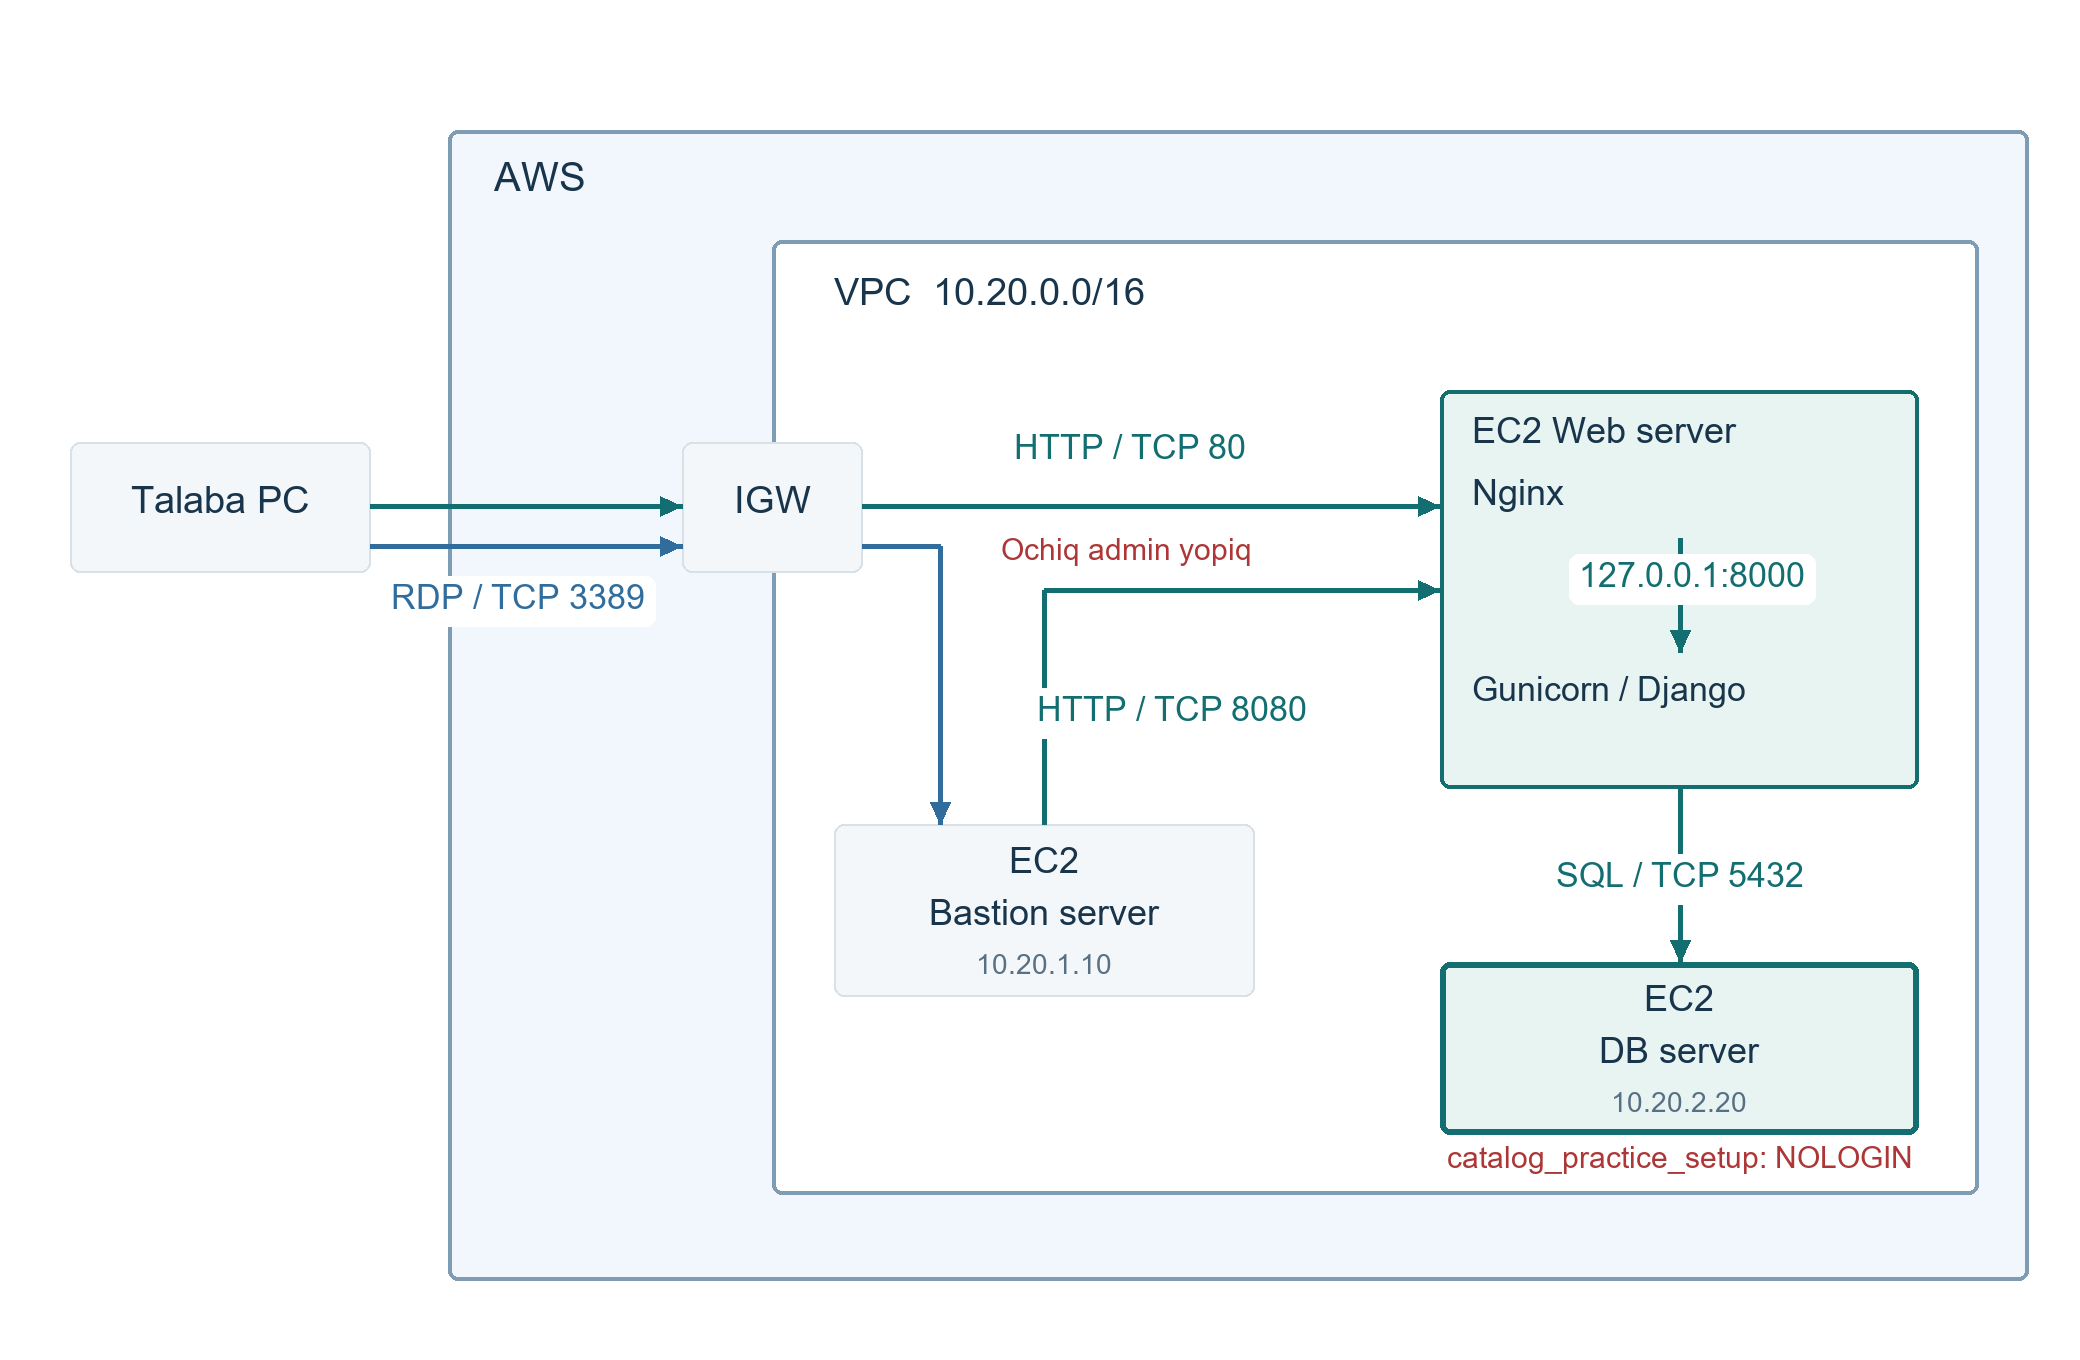 AWS
VPC  10.20.0.0/16
Talaba PC
IGW
RDP / TCP 3389
HTTP / TCP 80
Ochiq admin yopiq
HTTP / TCP 8080
EC2 Web server
Nginx
127.0.0.1:8000
Gunicorn / Django
EC2
Bastion server
10.20.1.10
SQL / TCP 5432
EC2
DB server
10.20.2.20
catalog_practice_setup: NOLOGIN